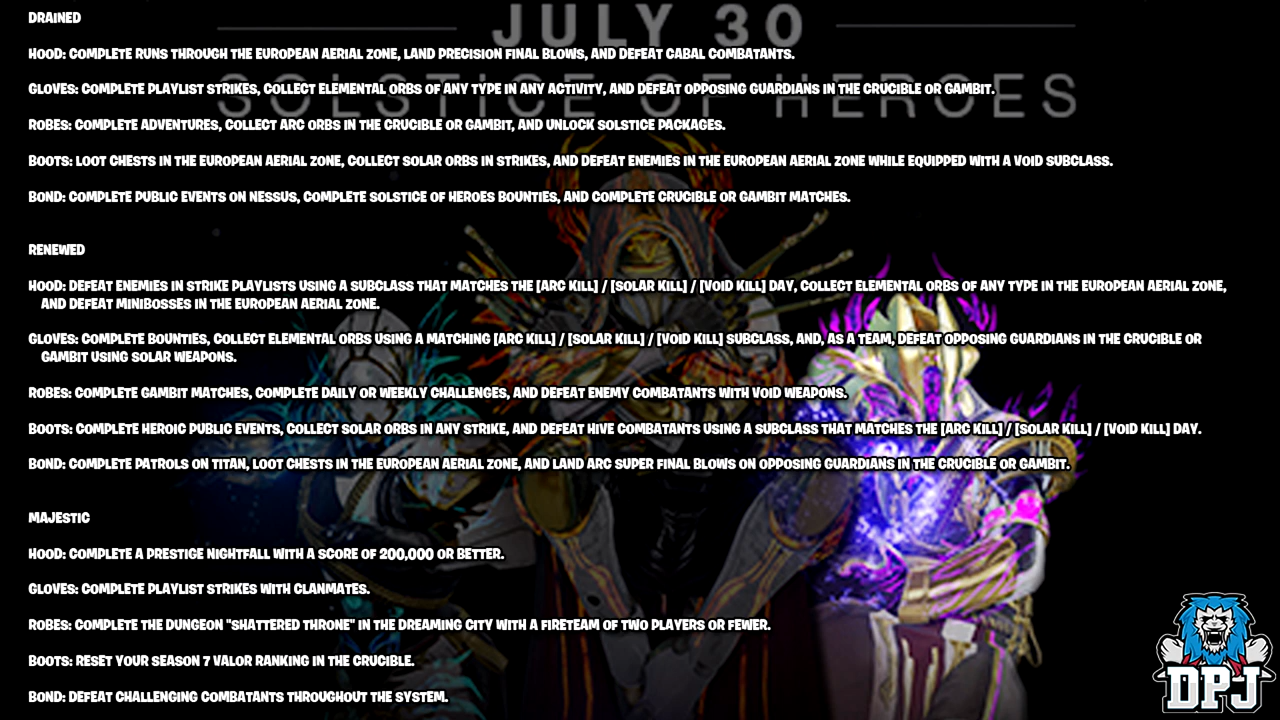 JULY 30
SOLSTICE OF HEROES
DRAINED
HOOD: COMPLETE RUNS THROUGH THE EUROPEAN AERIAL ZONE, LAND PRECISION FINAL BLOWS, AND DEFEAT CABAL COMBATANTS.
GLOVES: COMPLETE PLAYLIST STRIKES, COLLECT ELEMENTAL ORBS OF ANY TYPE IN ANY ACTIVITY, AND DEFEAT OPPOSING GUARDIANS IN THE CRUCIBLE OR GAMBIT.
ROBES: COMPLETE ADVENTURES, COLLECT ARC ORBS IN THE CRUCIBLE OR GAMBIT, AND UNLOCK SOLSTICE PACKAGES.
BOOTS: LOOT CHESTS IN THE EUROPEAN AERIAL ZONE, COLLECT SOLAR ORBS IN STRIKES, AND DEFEAT ENEMIES IN THE EUROPEAN AERIAL ZONE WHILE EQUIPPED WITH A VOID SUBCLASS.
BOND: COMPLETE PUBLIC EVENTS ON NESSUS, COMPLETE SOLSTICE OF HEROES BOUNTIES, AND COMPLETE CRUCIBLE OR GAMBIT MATCHES.
RENEWED
HOOD: DEFEAT ENEMIES IN STRIKE PLAYLISTS USING A SUBCLASS THAT MATCHES THE [ARC KILL] / [SOLAR KILL] / [VOID KILL] DAY, COLLECT ELEMENTAL ORBS OF ANY TYPE IN THE EUROPEAN AERIAL ZONE,
AND DEFEAT MINIBOSSES IN THE EUROPEAN AERIAL ZONE.
GLOVES: COMPLETE BOUNTIES, COLLECT ELEMENTAL ORBS USING A MATCHING [ARC KILL] / [SOLAR KILL] / [VOID KILL] SUBCLASS, AND, AS A TEAM, DEFEAT OPPOSING GUARDIANS IN THE CRUCIBLE OR
GAMBIT USING SOLAR WEAPONS.
ROBES: COMPLETE GAMBIT MATCHES, COMPLETE DAILY OR WEEKLY CHALLENGES, AND DEFEAT ENEMY COMBATANTS WITH VOID WEAPONS.
BOOTS: COMPLETE HEROIC PUBLIC EVENTS, COLLECT SOLAR ORBS IN ANY STRIKE, AND DEFEAT HIVE COMBATANTS USING A SUBCLASS THAT MATCHES THE [ARC KILL] / [SOLAR KILL] / [VOID KILL] DAY.
BOND: COMPLETE PATROLS ON TITAN, LOOT CHESTS IN THE EUROPEAN AERIAL ZONE, AND LAND ARC SUPER FINAL BLOWS ON OPPOSING GUARDIANS IN THE CRUCIBLE OR GAMBIT.
MAJESTIC
HOOD: COMPLETE A PRESTIGE NIGHTFALL WITH A SCORE OF 200,000 OR BETTER.
GLOVES: COMPLETE PLAYLIST STRIKES WITH CLANMATES.
ROBES: COMPLETE THE DUNGEON "SHATTERED THRONE" IN THE DREAMING CITY WITH A FIRETEAM OF TWO PLAYERS OR FEWER.
BOOTS: RESET YOUR SEASON 7 VALOR RANKING IN THE CRUCIBLE.
BOND: DEFEAT CHALLENGING COMBATANTS THROUGHOUT THE SYSTEM.
DPJ